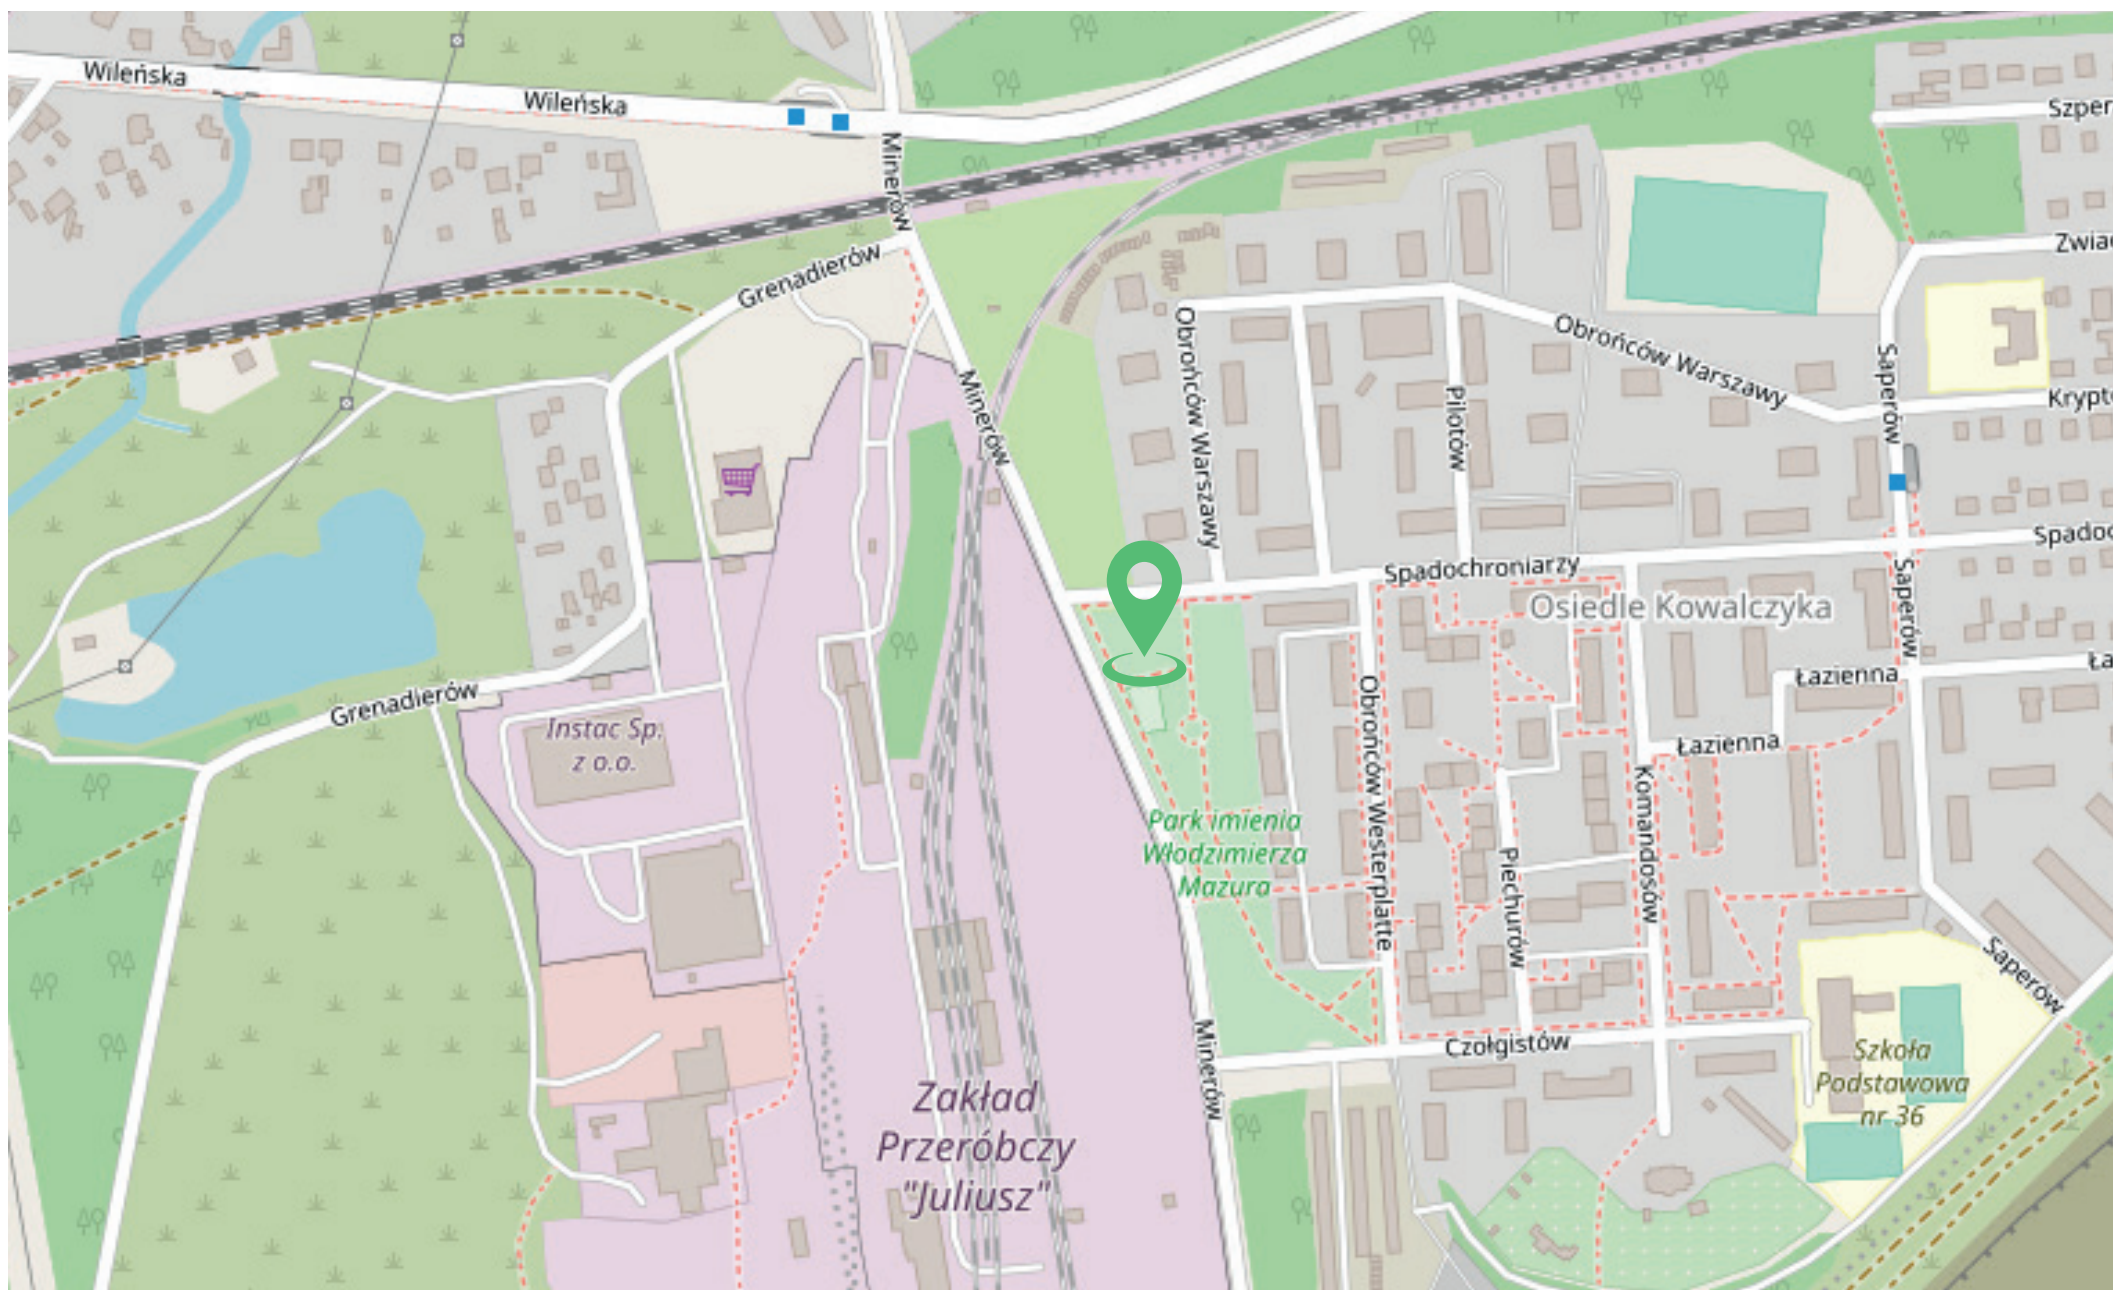 Wileńska
Wileńska
Szper
Minerów
Zwiad
Grenadierów
Obrońców Warszawy
Obrońców Warszawy
Saperów
Minerów
Pilotów
Krypto
Spadoc
Spadochroniarzy
Osiedle Kowalczyka
Saperów
Ła
Łazienna
Grenadierów
Instac Sp.
z o.o.
Łazienna
Obrońców Westerplatte
Komandosów
Park imienia
Włodzimierza
Mazura
Piechurów
Saperów
Minerów
Czołgistów
Szkoła
Podstawowa
nr 36
Zakład
Przeróbczy
"Juliusz"